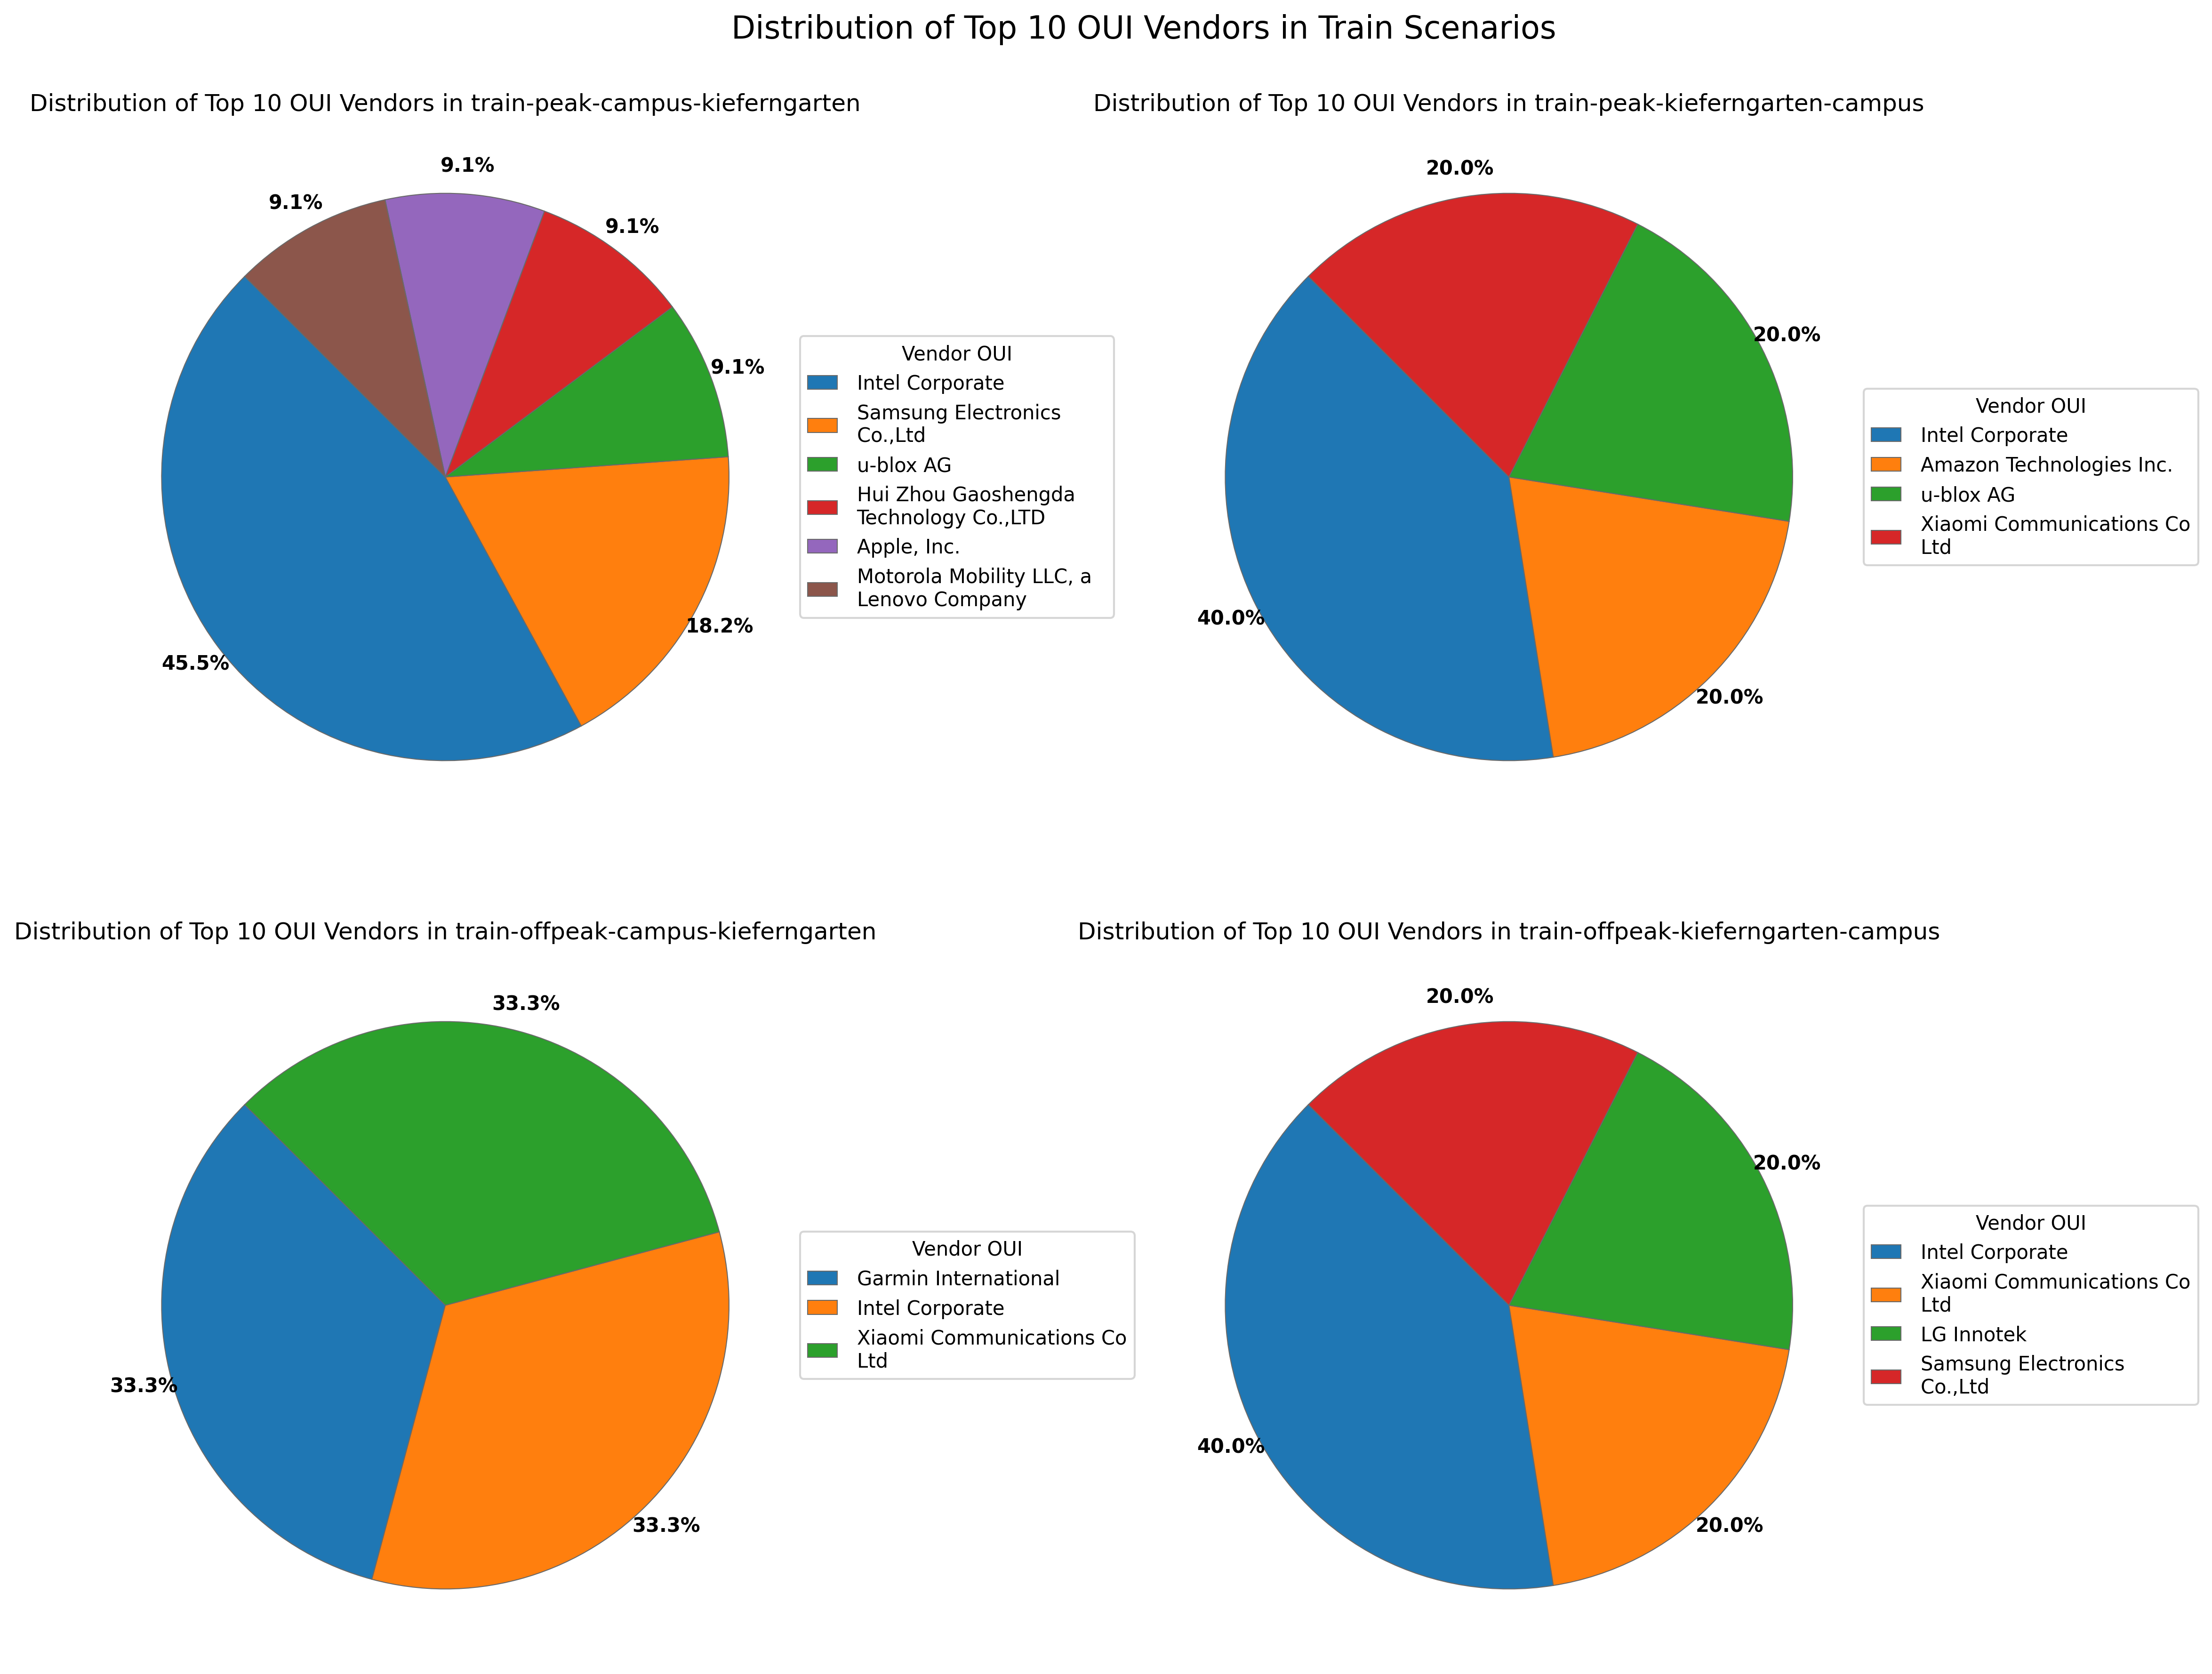 Distribution of Top 10 OUI Vendors in Train Scenarios
Distribution of Top 10 OUI Vendors in train-peak-campus-kieferngarten
9.1%
9.1%
9.1%
9.1%
18.2%
45.5%
Vendor OUI
Intel Corporate
Samsung Electronics
Co.,Ltd
u-blox AG
Hui Zhou Gaoshengda
Technology Co.,LTD
Apple, Inc.
Motorola Mobility LLC, a
Lenovo Company
Distribution of Top 10 OUI Vendors in train-peak-kieferngarten-campus
20.0%
20.0%
40.0%
20.0%
Vendor OUI
Intel Corporate
Amazon Technologies Inc.
u-blox AG
Xiaomi Communications Co
Ltd
Distribution of Top 10 OUI Vendors in train-offpeak-campus-kieferngarten
33.3%
33.3%
33.3%
Vendor OUI
Garmin International
Intel Corporate
Xiaomi Communications Co
Ltd
Distribution of Top 10 OUI Vendors in train-offpeak-kieferngarten-campus
20.0%
20.0%
40.0%
20.0%
Vendor OUI
Intel Corporate
Xiaomi Communications Co
Ltd
LG Innotek
Samsung Electronics
Co.,Ltd